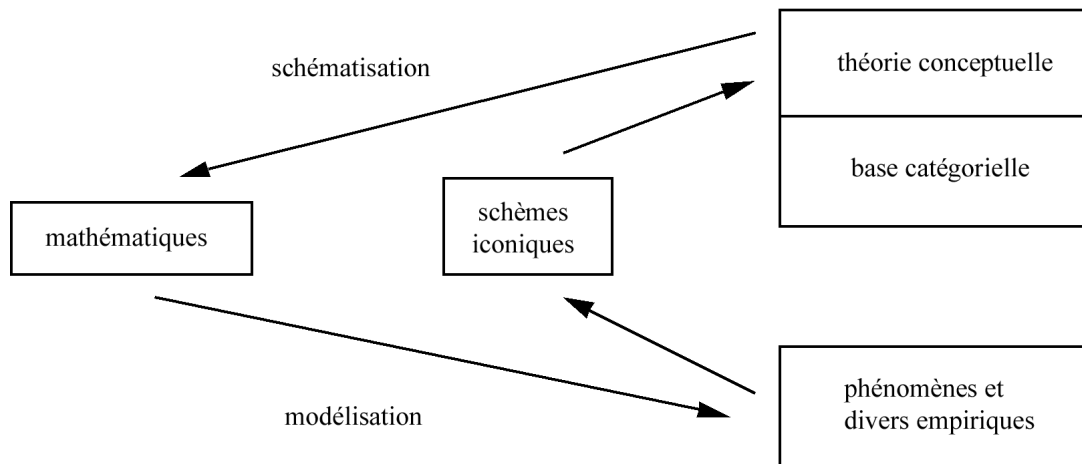 schématisation
théorie conceptuelle
base catégorielle
mathématiques
schèmes
iconiques
modélisation
phénomènes et
divers empiriques